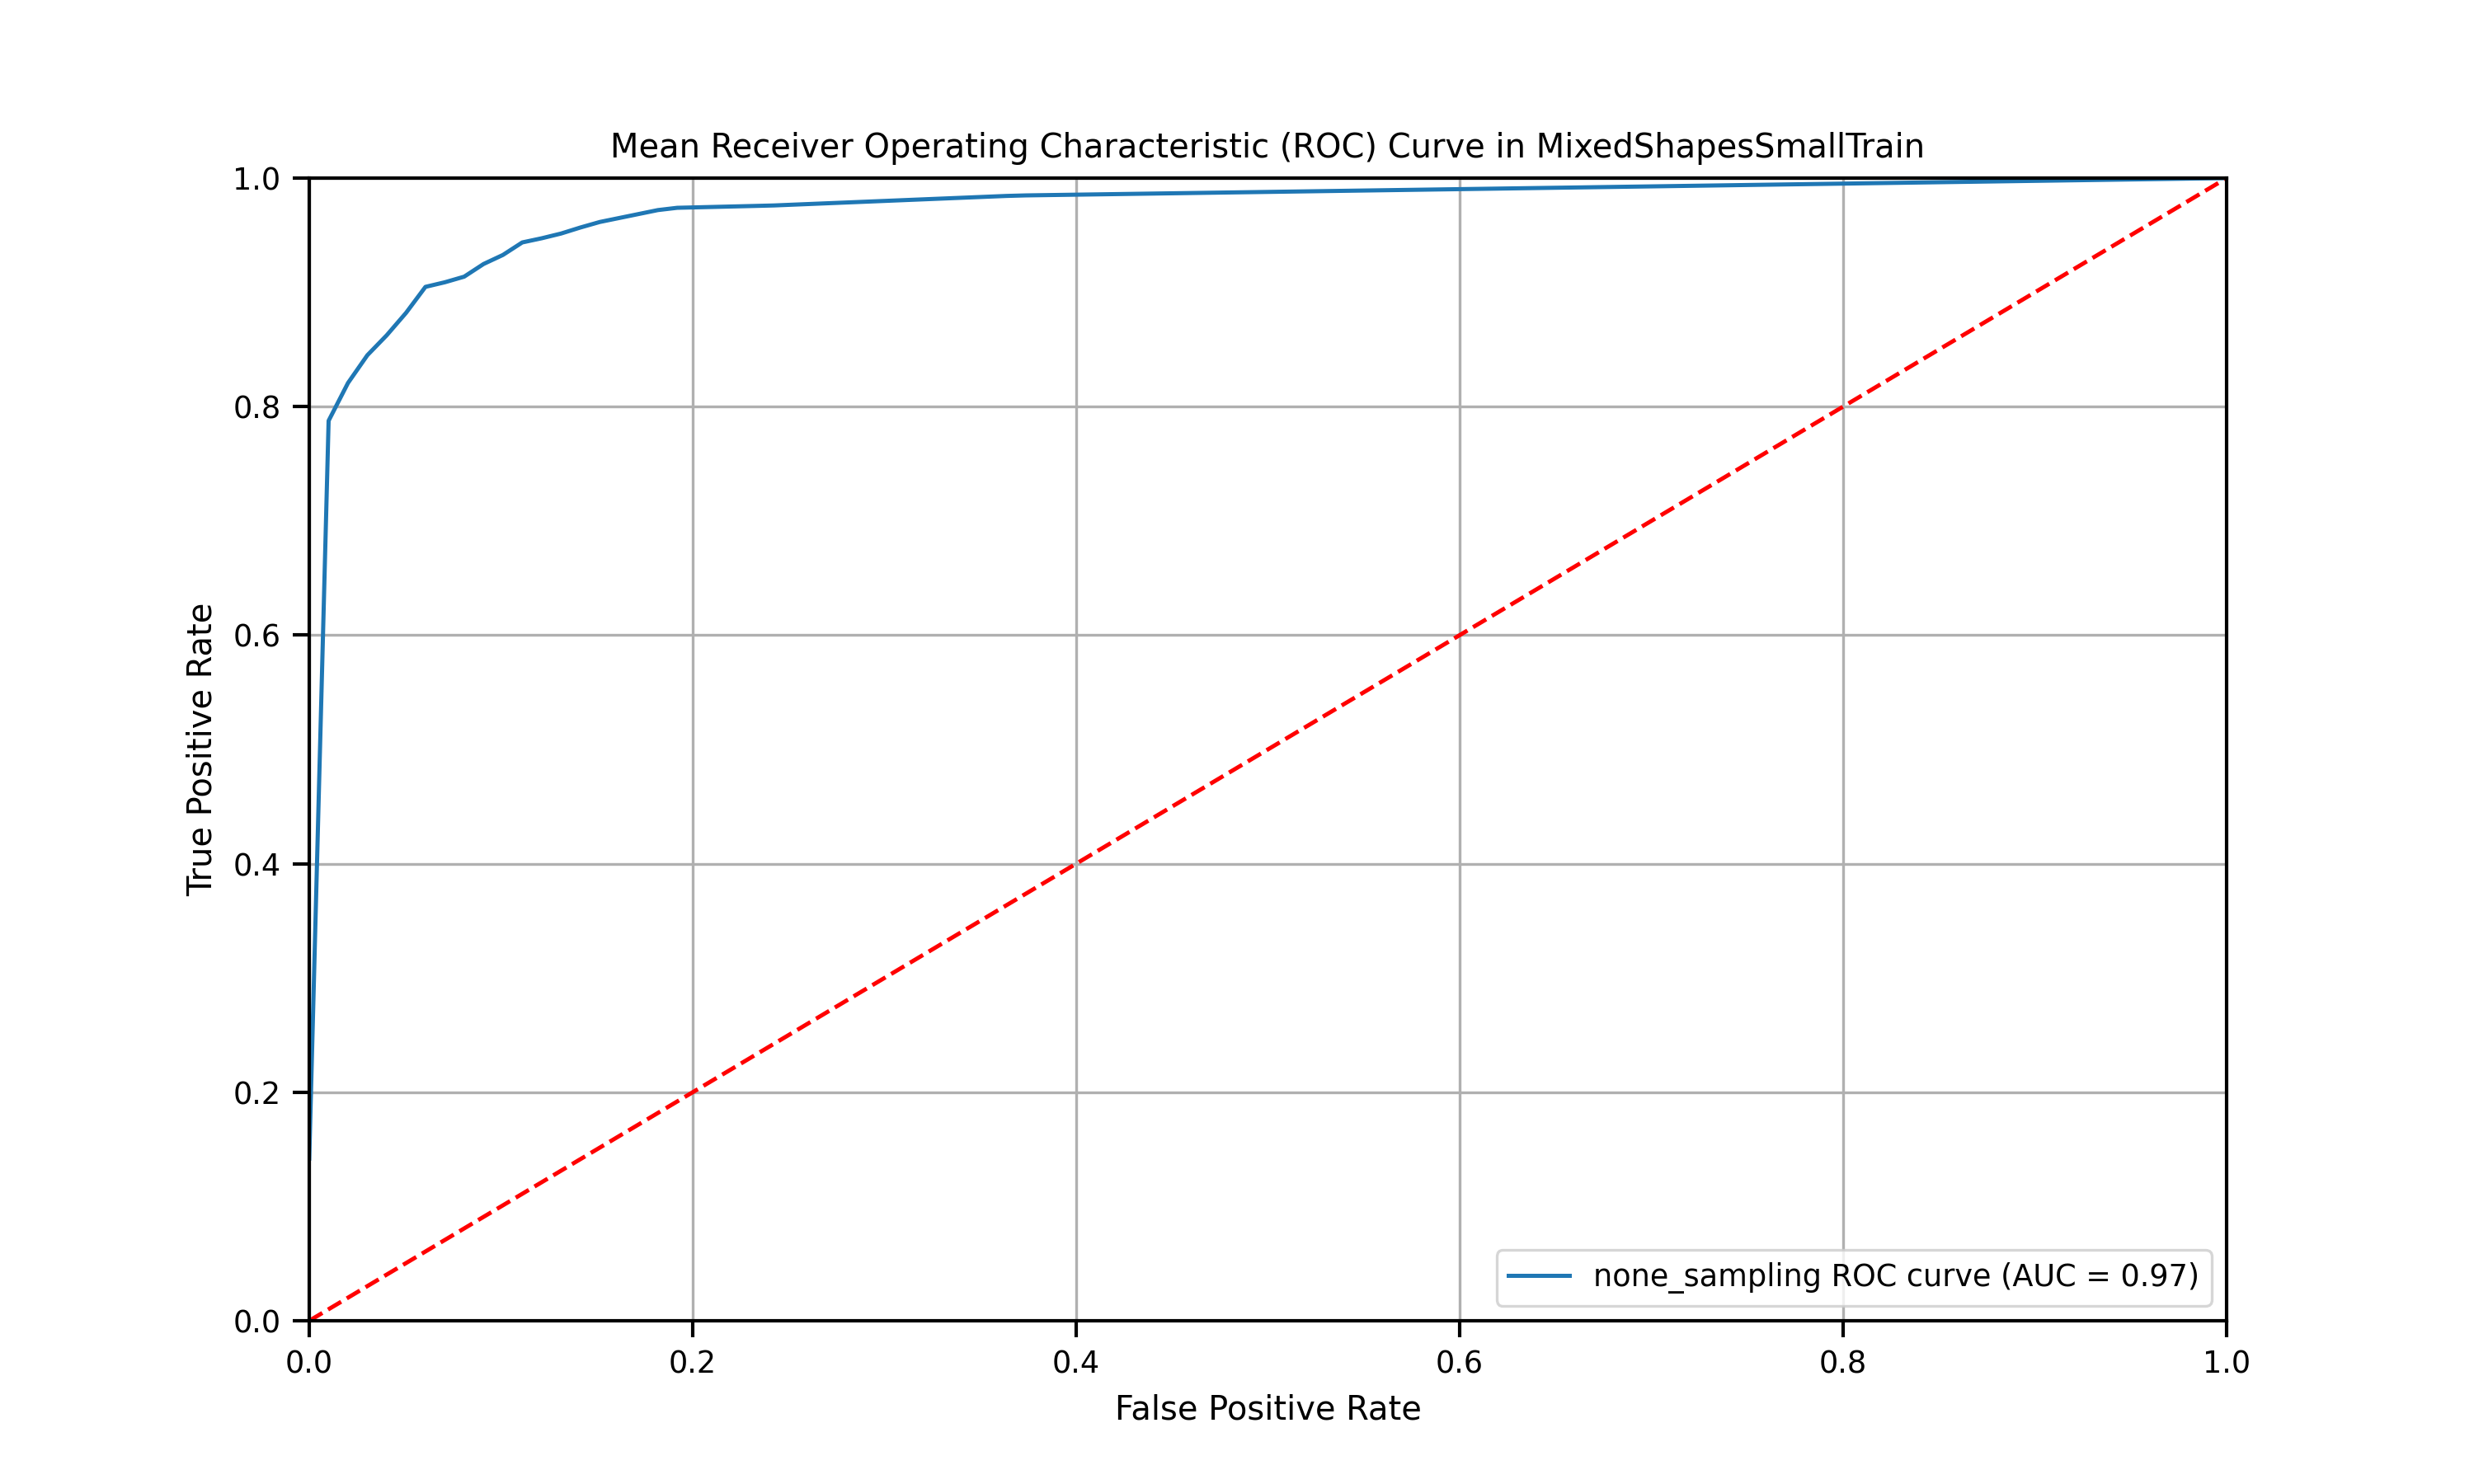 Mean Receiver Operating Characteristic (ROC) Curve in MixedShapesSmallTrain
1.0
0.8
0.6
0.4
0.2
0.0
True Positive Rate
none_sampling ROC curve (AUC = 0.97)
0.0 0.2 0.4 0.6 0.8 1.0
False Positive Rate